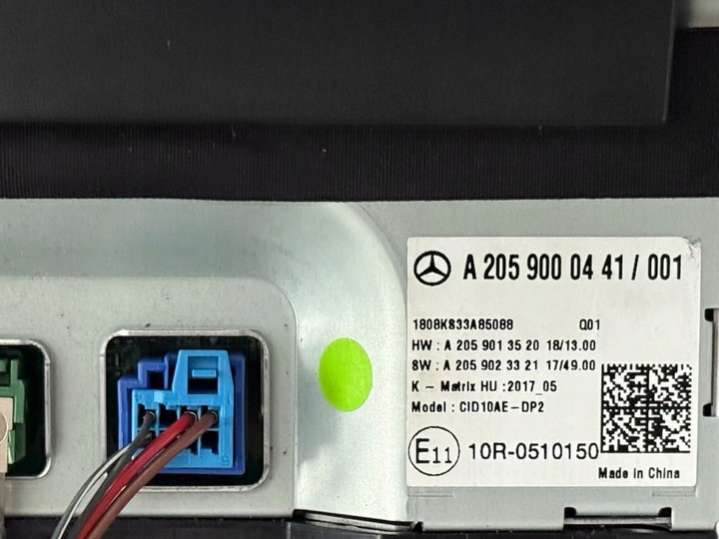 A 205 900 04 41 / 001
1808K833A85088 Q01
HW : A 205 901 35 20 18/13.00
SW : A 205 902 33 21 17/49.00
K - Matrix HU : 2017_05
Model : CID10AE-DP2
E11 10R-0510150
Made in China